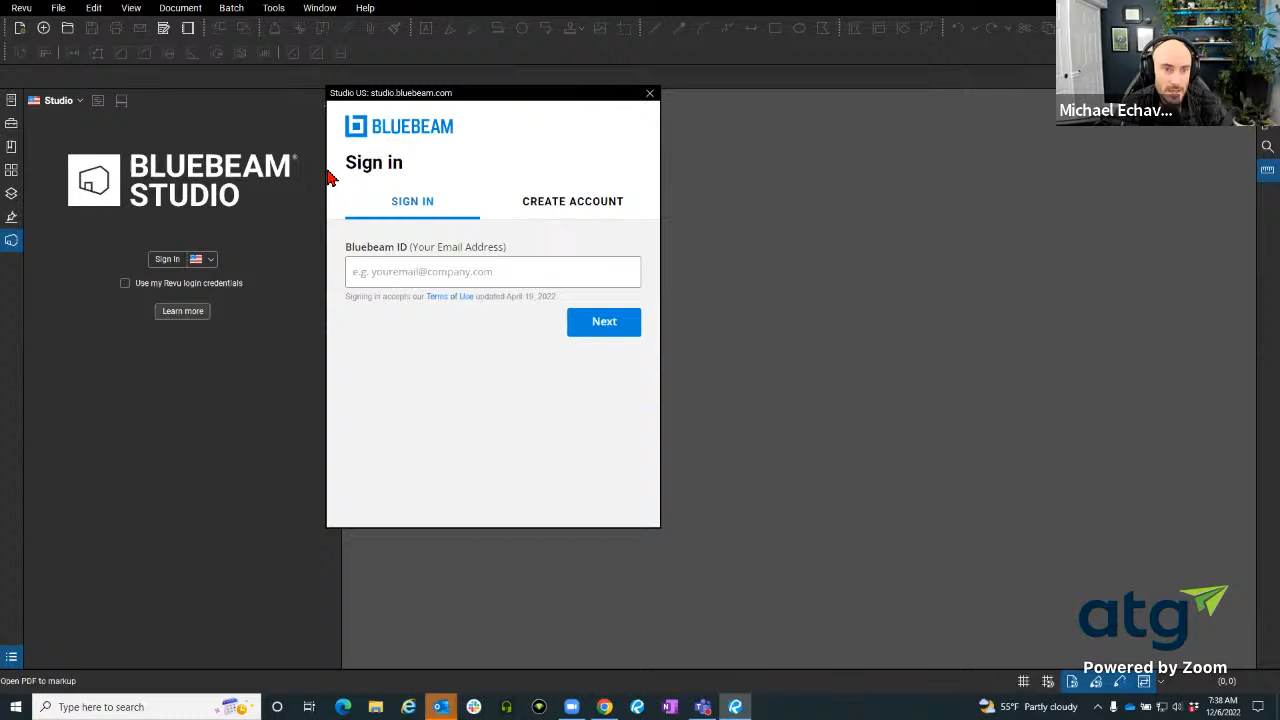 Revu File Edit View Document Batch Tools Window Help
Studio
BLUEBEAM®
STUDIO
Sign In
Use my Revu login credentials
Learn more
Studio US: studio.bluebeam.com
BLUEBEAM
Sign in
SIGN IN CREATE ACCOUNT
Bluebeam ID (Your Email Address)
e.g. youremail@company.com
Signing in accepts our Terms of Use updated April 19, 2022.
Next
Michael Echav...
atg
Powered by Zoom
Open PDF to markup
(0,0)
Type here to search
55°F Partly cloudy
7:38 AM
12/6/2022